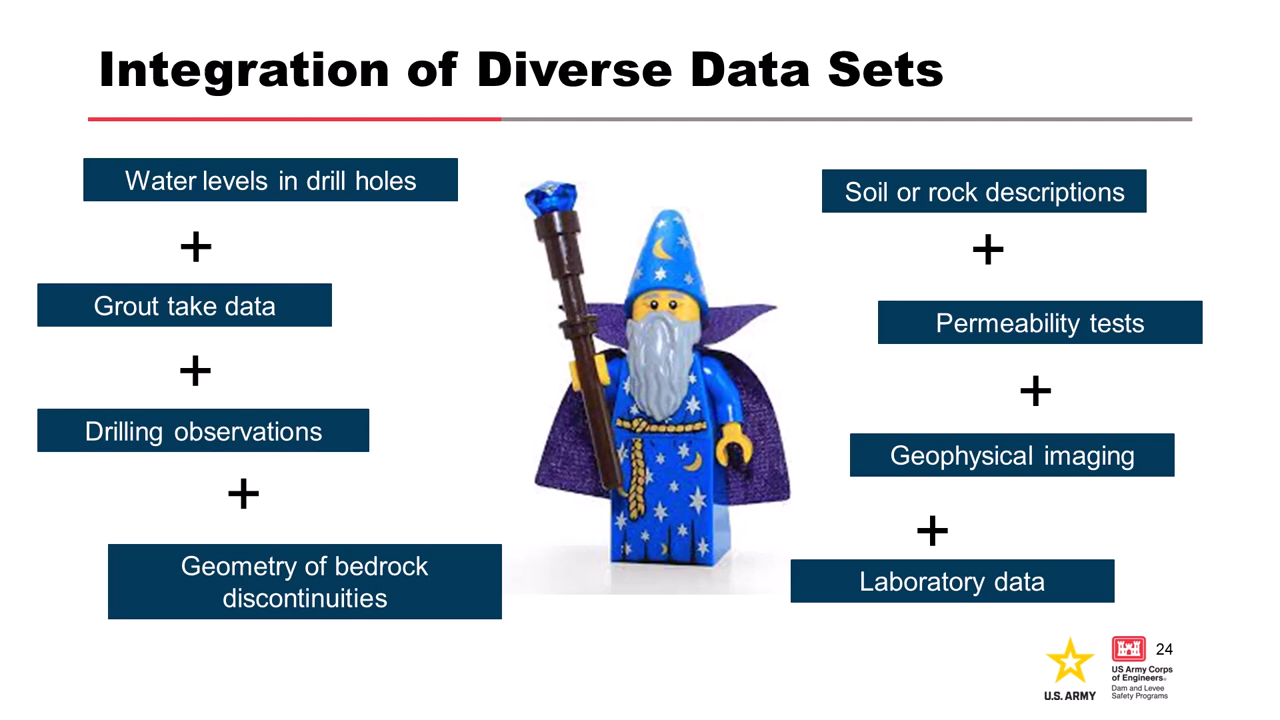 Integration of Diverse Data Sets
Water levels in drill holes
+
Grout take data
+
Drilling observations
+
Geometry of bedrock
discontinuities
Soil or rock descriptions
+
Permeability tests
+
Geophysical imaging
+
Laboratory data
U.S. ARMY
US Army Corps
of Engineers®
Dam and Levee
Safety Programs
24